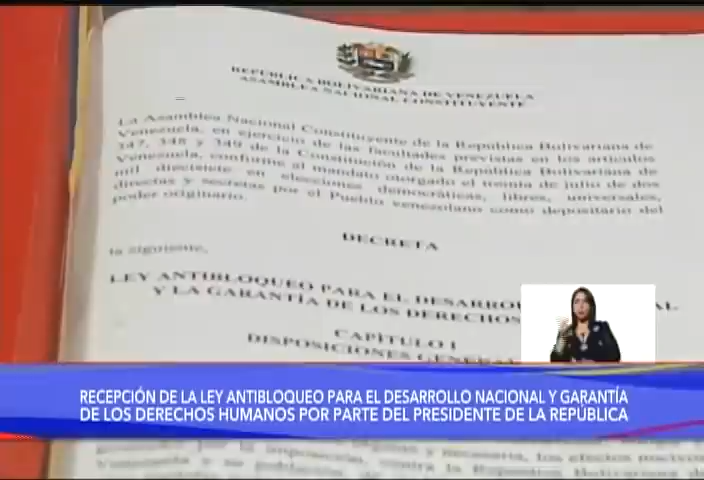 REPÚBLICA BOLIVARIANA DE VENEZUELA
ASAMBLEA NACIONAL CONSTITUYENTE
La Asamblea Nacional Constituyente de la República Bolivariana de
Venezuela, en ejercicio de las facultades previstas en los artículos
347, 348 y 349 de la Constitución de la República Bolivariana de
Venezuela, conforme al mandato otorgado el treinta de julio de dos
mil diecisiete en elecciones democráticas, libres, universales,
directas y secretas por el Pueblo venezolano como depositario del
poder originario.
DECRETA
la siguiente,
LEY ANTIBLOQUEO PARA EL
Y LA GARANTÍA DE LOS
CAPÍTULO I
DISPOSICIONES
RECEPCIÓN DE LA LEY ANTIBLOQUEO PARA EL DESARROLLO NACIONAL Y GARANTÍA
DE LOS DERECHOS HUMANOS POR PARTE DEL PRESIDENTE DE LA REPÚBLICA